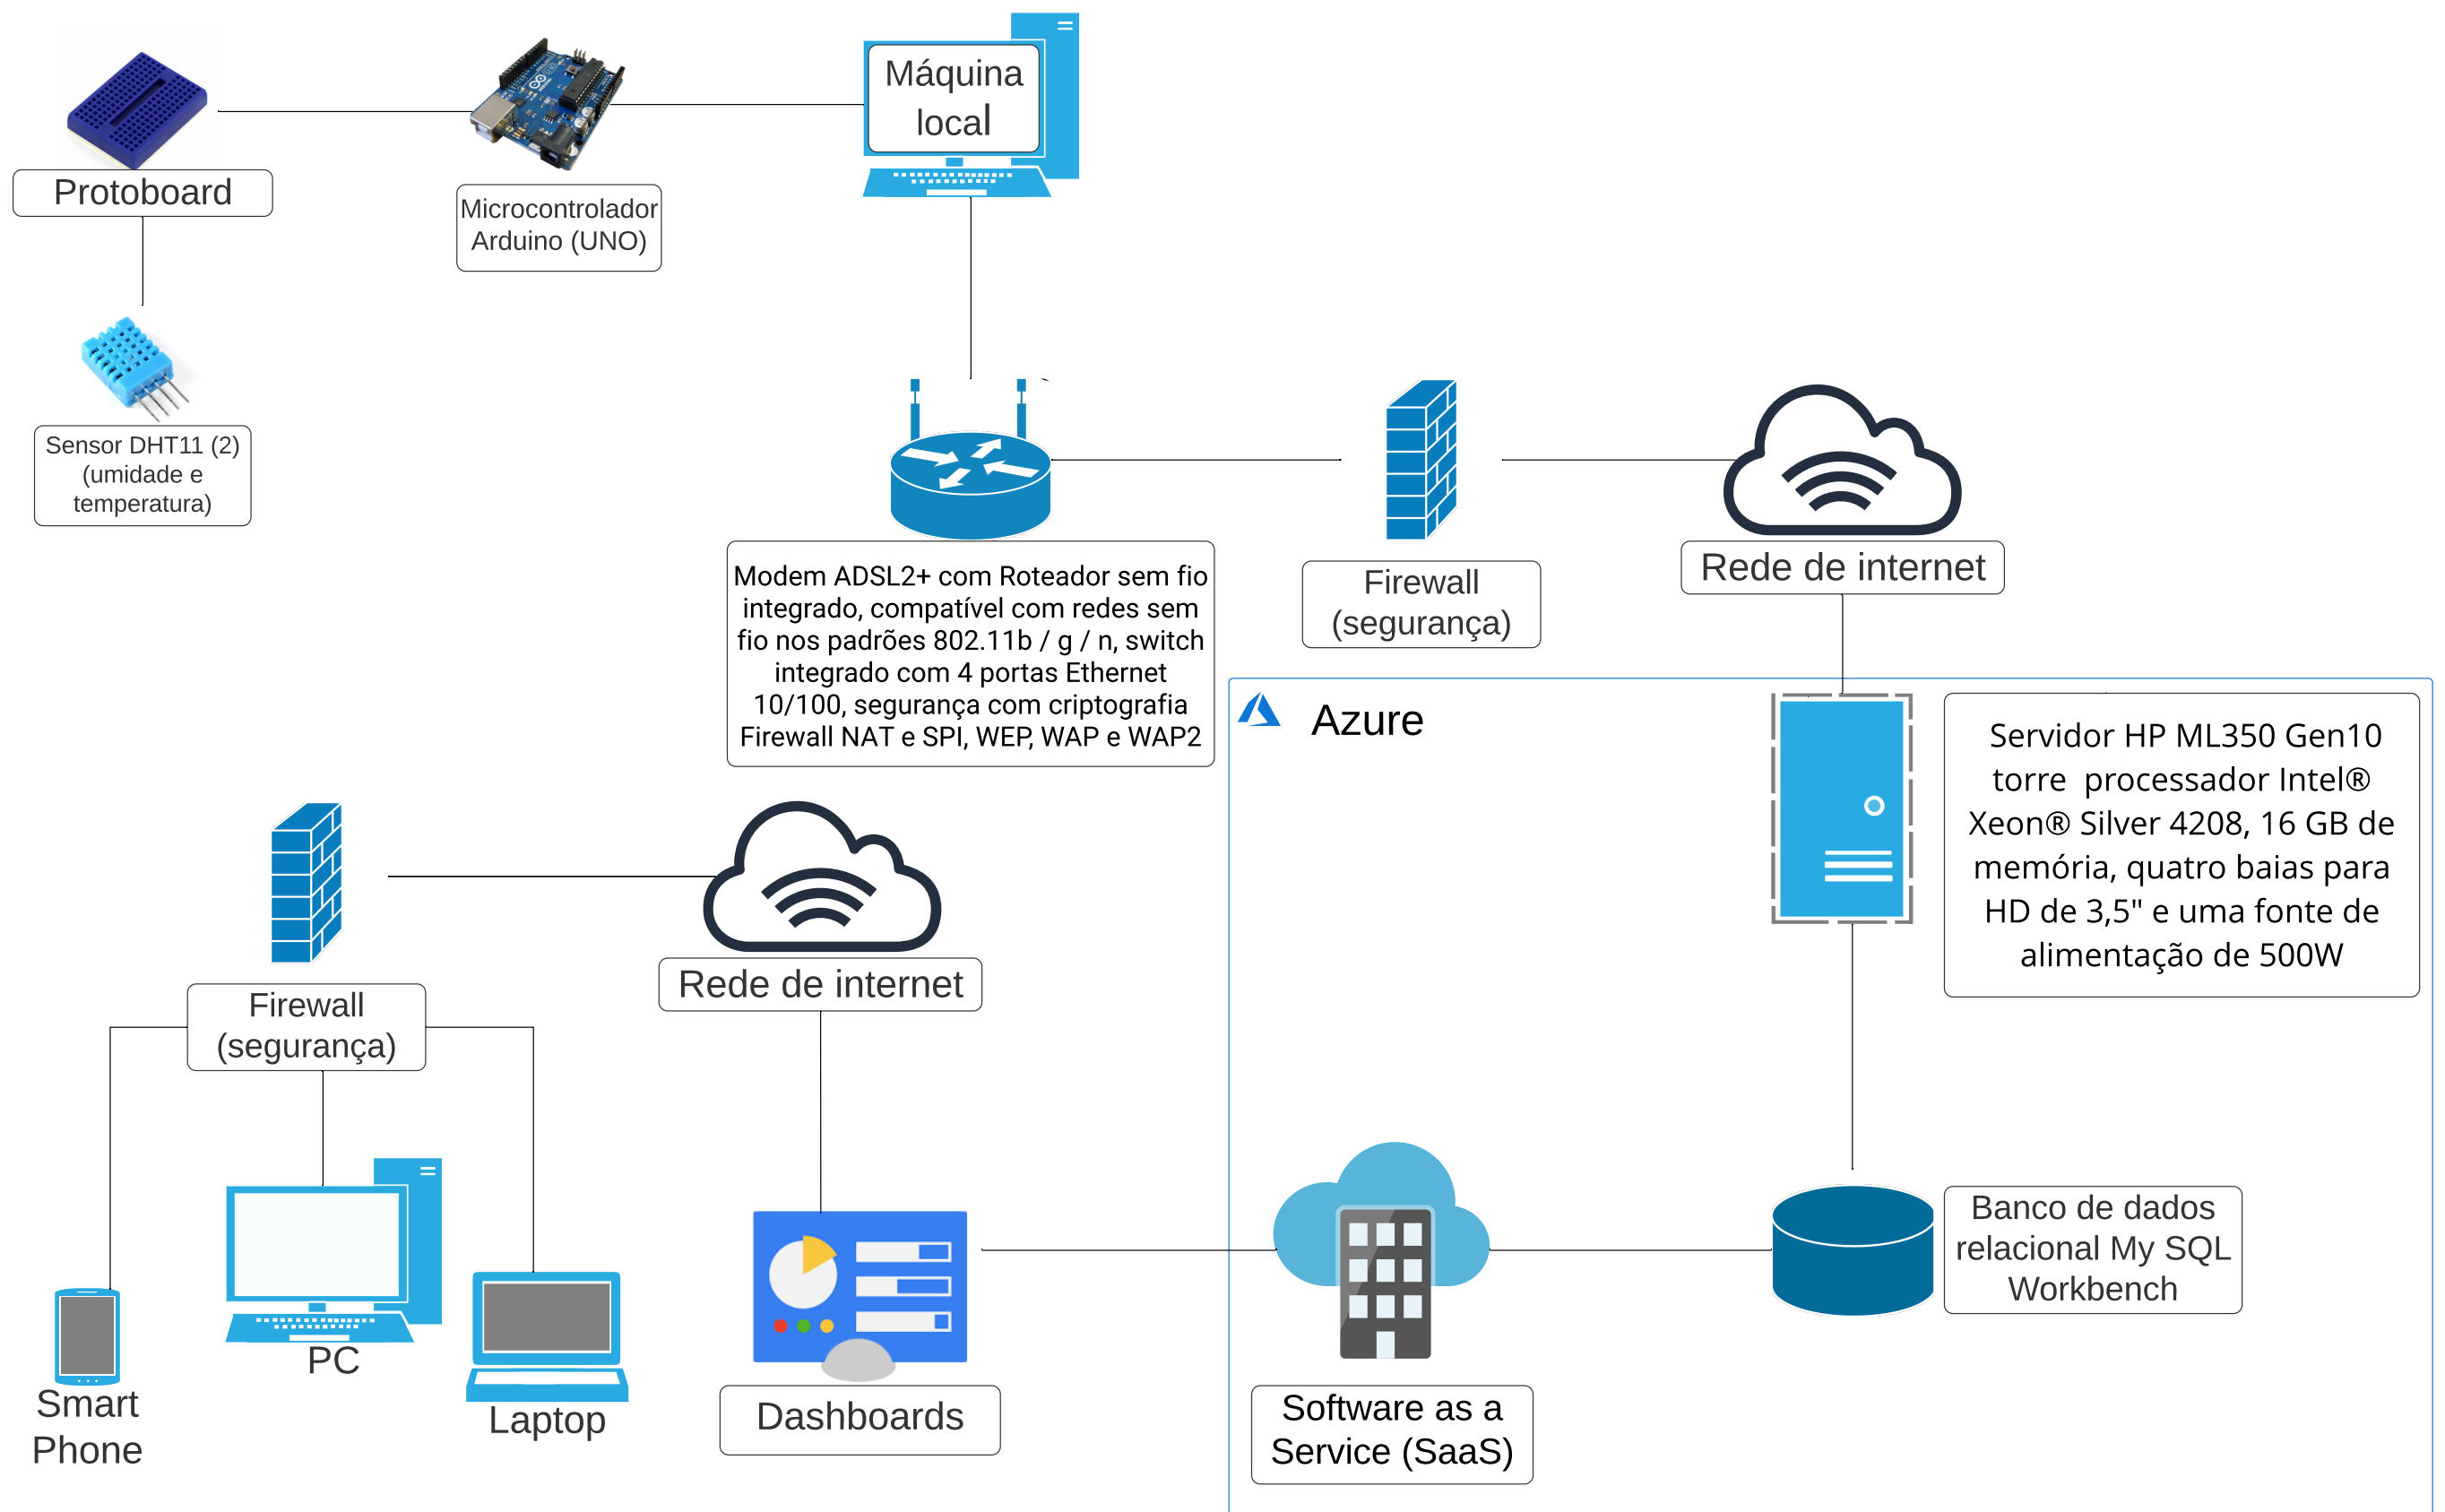 Protoboard
Microcontrolador
Arduino (UNO)
Máquina
local
Sensor DHT11 (2)
(umidade e
temperatura)
Modem ADSL2+ com Roteador sem fio
integrado, compatível com redes sem
fio nos padrões 802.11b / g / n, switch
integrado com 4 portas Ethernet
10/100, segurança com criptografia
Firewall NAT e SPI, WEP, WAP e WAP2
Firewall
(segurança)
Rede de internet
Azure
Servidor HP ML350 Gen10
torre  processador Intel®
Xeon® Silver 4208, 16 GB de
memória, quatro baias para
HD de 3,5" e uma fonte de
alimentação de 500W
Firewall
(segurança)
Rede de internet
Smart
Phone
PC
Laptop
Dashboards
Software as a
Service (SaaS)
Banco de dados
relacional My SQL
Workbench